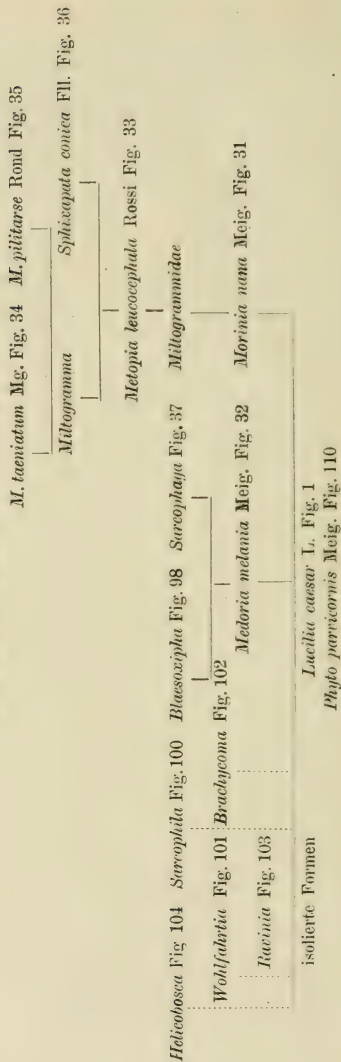 M. taeniatum Mg. Fig. 34 M. pilitarse Rond Fig. 35
Miltogramma Sphixapata conica Fll. Fig. 36
Metopia leucocephala Rossi Fig. 33
Helicobosca Fig 104 Sarcophila Fig. 100 Blaesoxipha Fig. 98 Sarcophaga Fig. 37 Miltogrammidae
Wohlfahrtia Fig. 101 Brachycoma Fig. 102
Ravinia Fig. 103 Medoria melania Meig. Fig. 32 Morinia nana Meig. Fig. 31
isolierte Formen Lucilia caesar L. Fig. 1
Phyto parvicornis Meig. Fig. 110